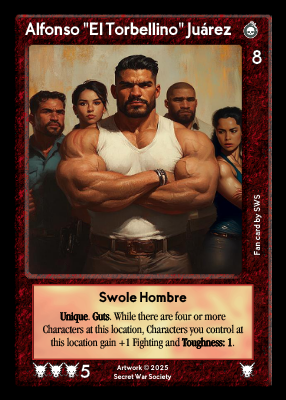 Alfonso "El Torbellino" Juárez
8
Fan card by SWS
Swole Hombre
Unique. Guts. While there are four or more
Characters at this location, Characters you control at
this location gain +1 Fighting and Toughness: 1.
5
Artwork © 2025
Secret War Society